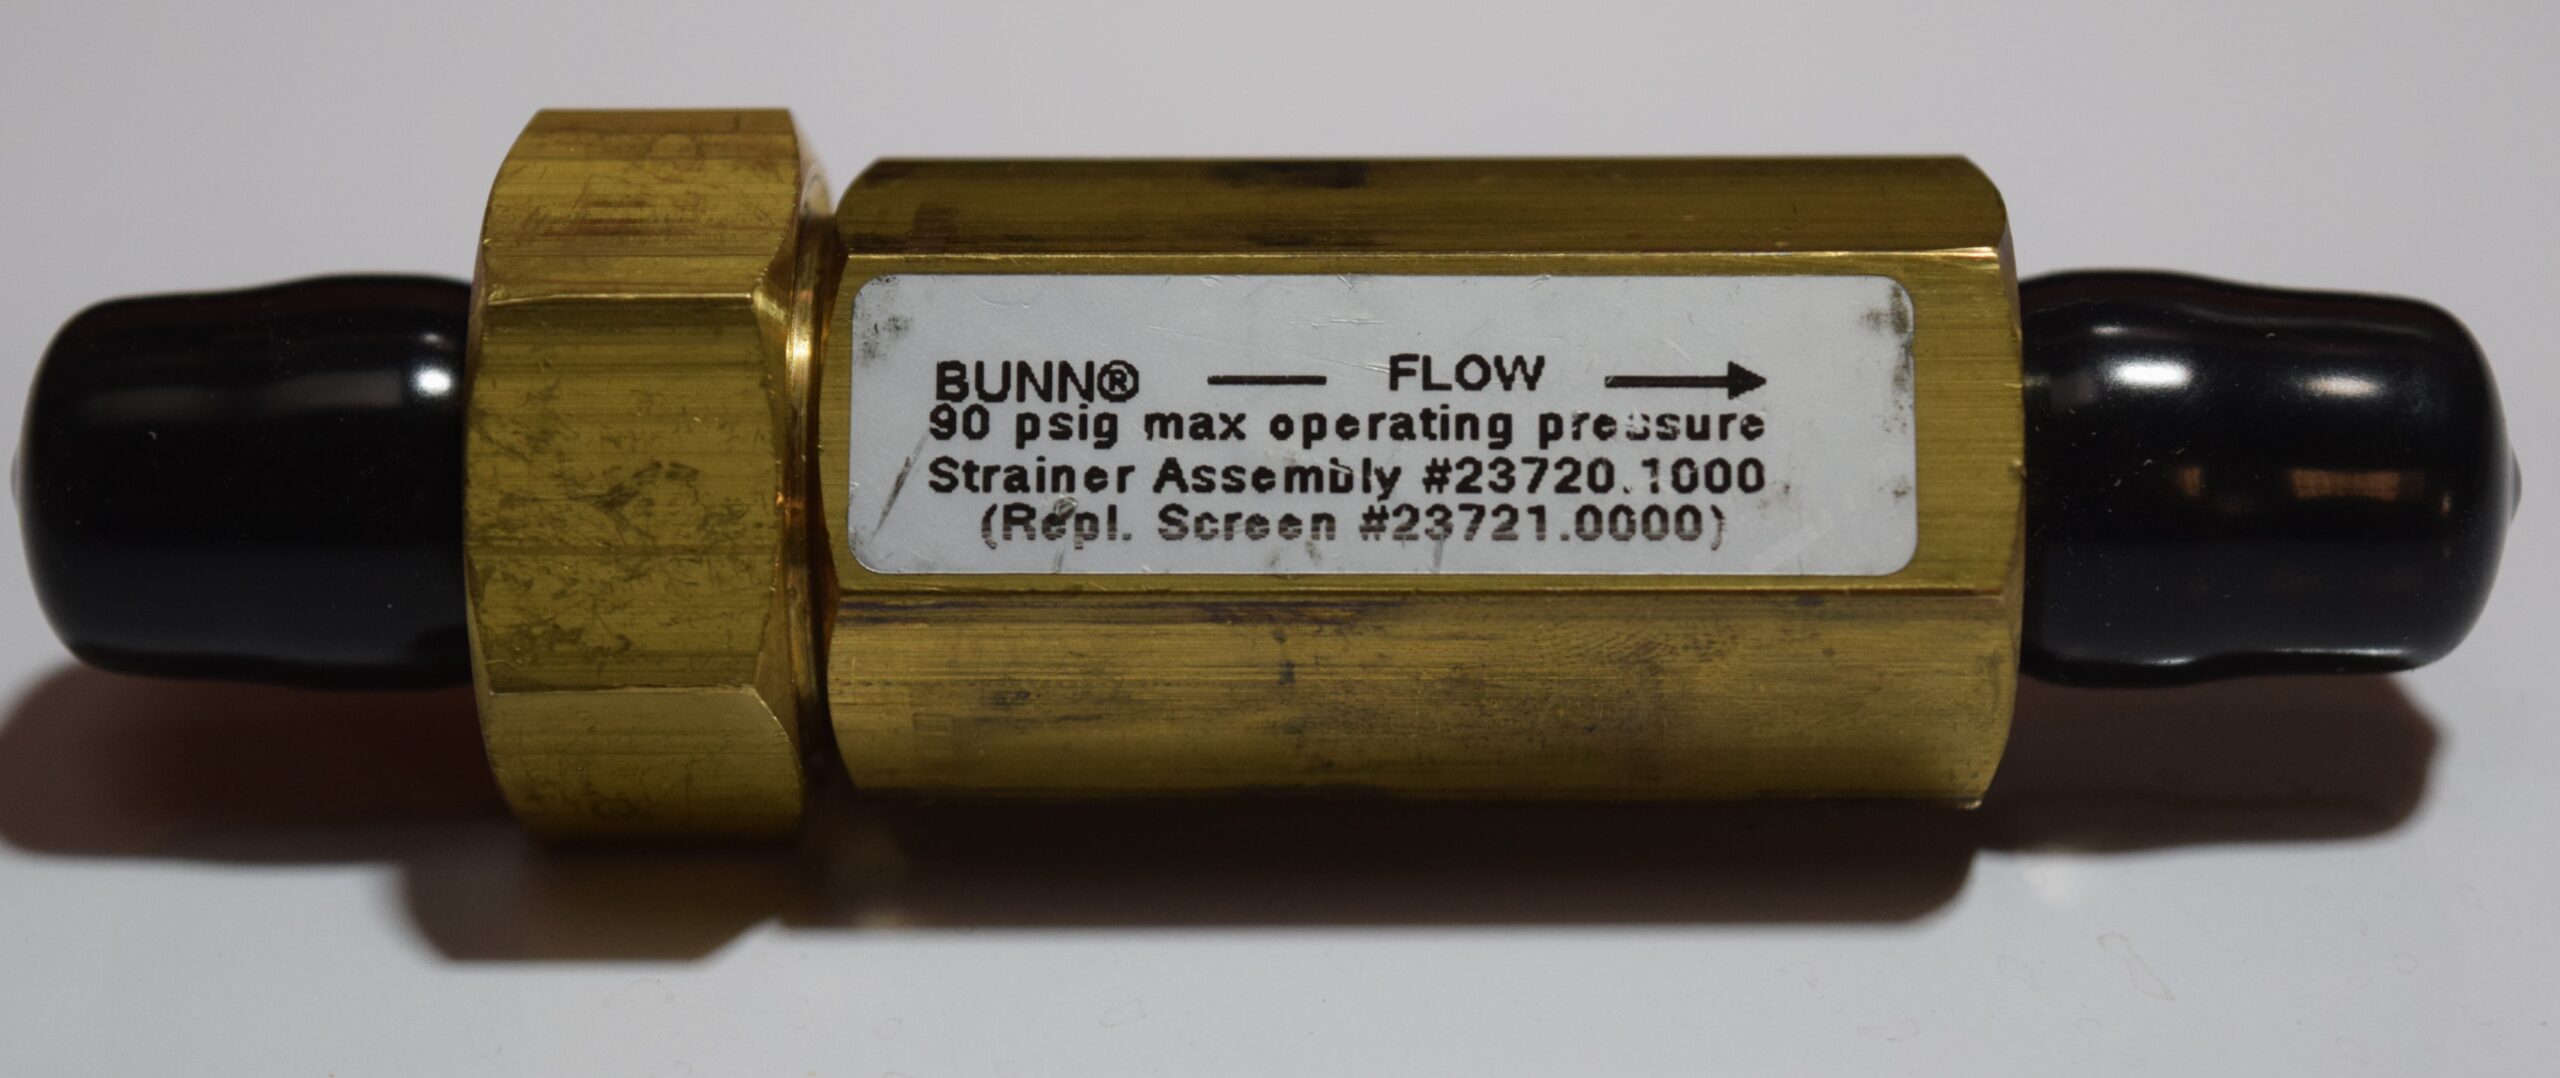 BUNN® — FLOW →
90 psig max operating pressure
Strainer Assembly #23720.1000
(Repl. Screen #23721.0000)